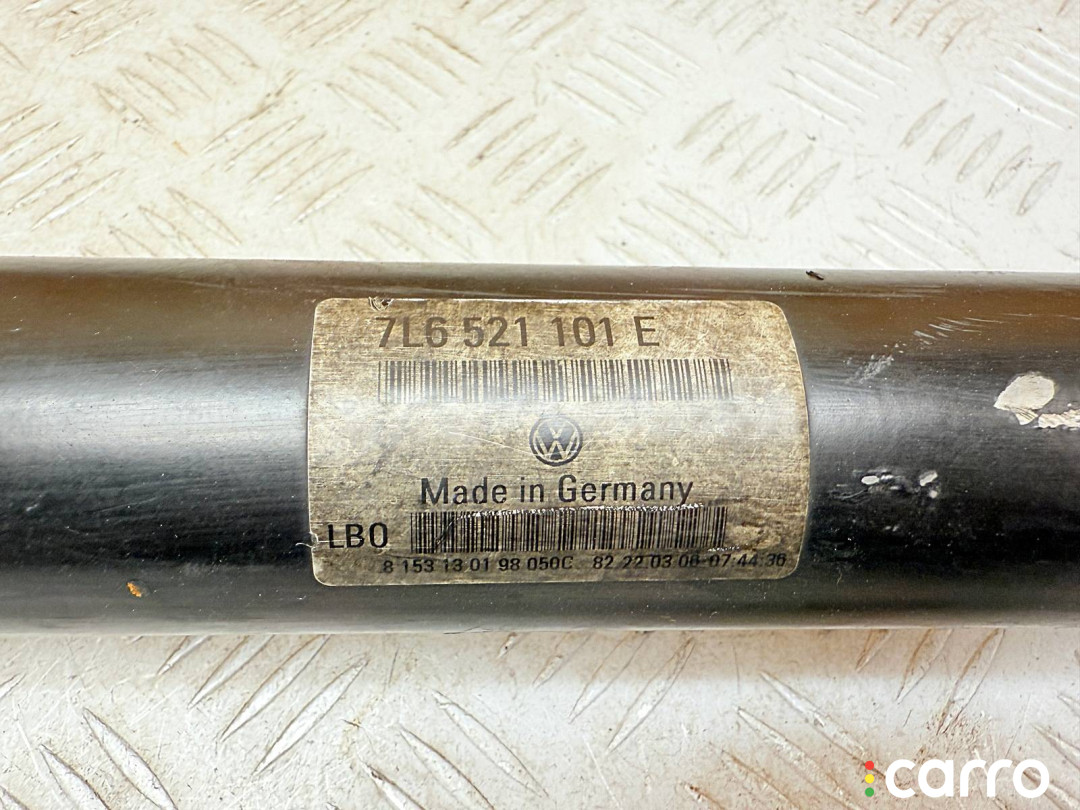 7L6 521 101 E
Made in Germany
LBO
8 153 13 01 98 050C 82 22 03 06 07:44:36
carro